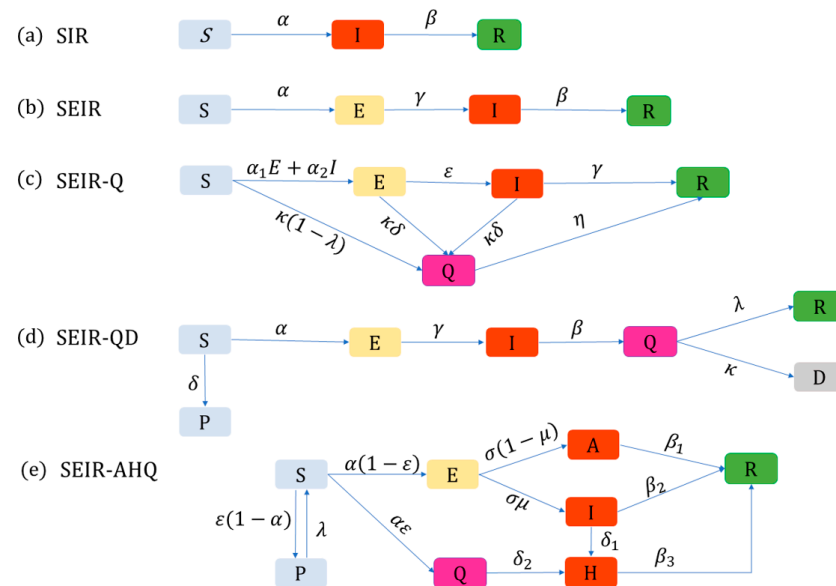 (a) SIR S α I β R
(b) SEIR S α E γ I β R
(c) SEIR-Q S α₁E + α₂I E ε I γ R
κ(1 − λ) κδ κδ η
Q
(d) SEIR-QD S α E γ I β Q λ R
δ κ
P D
(e) SEIR-AHQ S α(1 − ε) E σ(1 − μ) A β₁ R
σμ I β₂
ε(1 − α) λ αε δ₁
P Q δ₂ H β₃